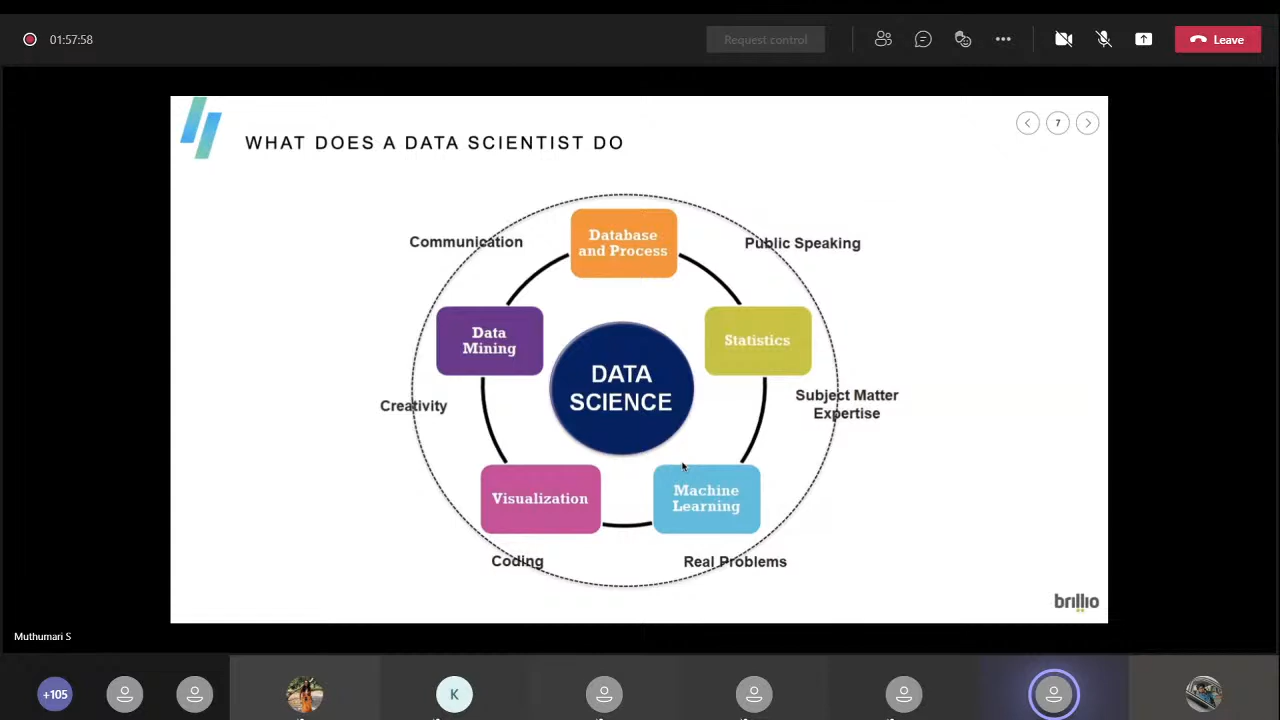 01:57:58
Request control
Leave
WHAT DOES A DATA SCIENTIST DO
7
Communication
Database
and Process
Public Speaking
Data
Mining
Statistics
DATA
SCIENCE
Creativity
Subject Matter
Expertise
Visualization
Machine
Learning
Coding
Real Problems
brillio
Muthumari S
+105
K